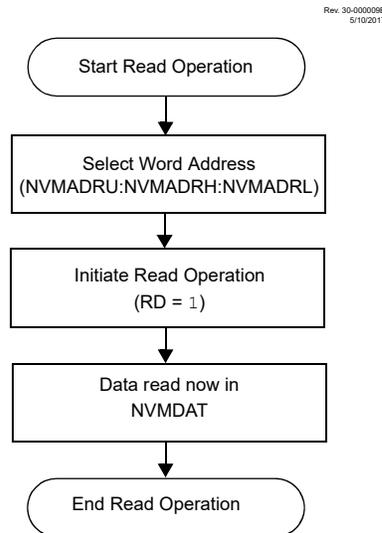 Rev. 30-000009B
5/10/2017
Start Read Operation
Select Word Address
(NVMADRU:NVMADRH:NVMADRL)
Initiate Read Operation
(RD = 1)
Data read now in
NVMDAT
End Read Operation